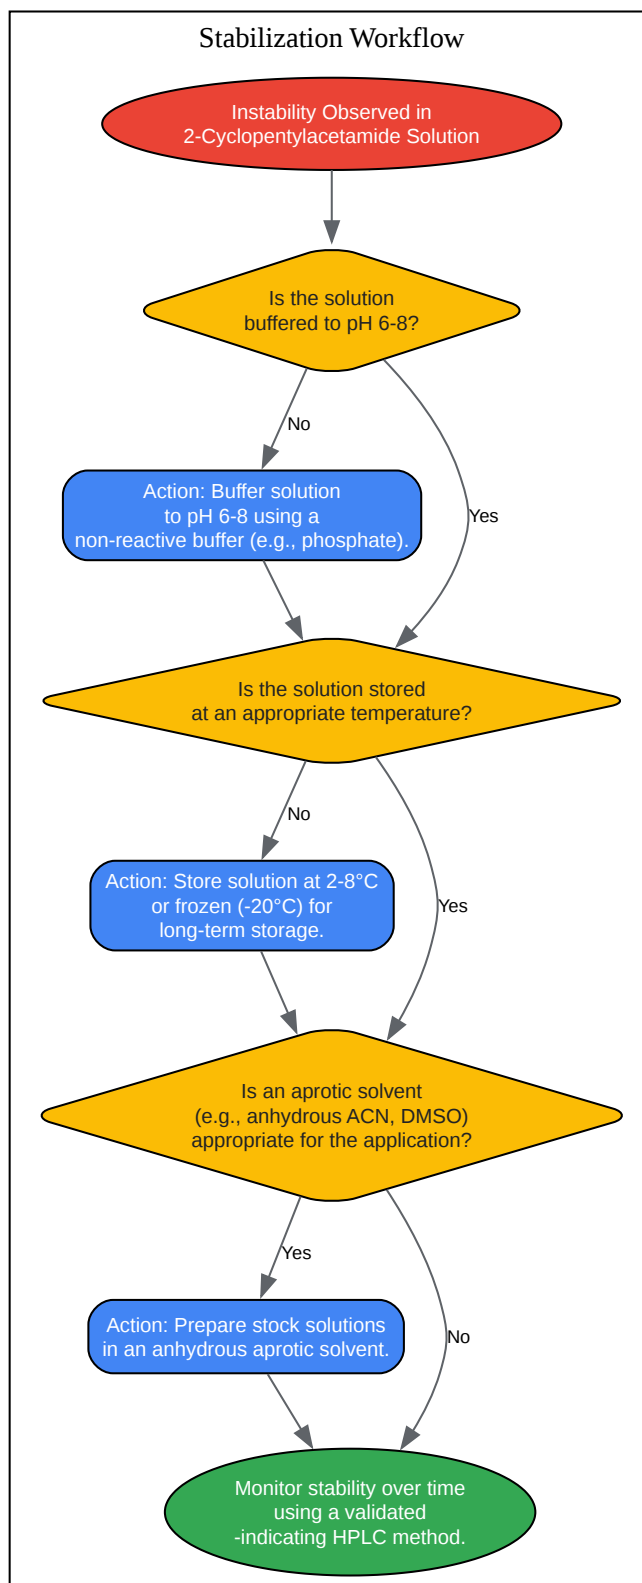 Stabilization Workflow
Instability Observed in
2-Cyclopentylacetamide Solution
Is the solution
buffered to pH 6-8?
No
Yes
Action: Buffer solution
to pH 6-8 using a
non-reactive buffer (e.g., phosphate).
Is the solution stored
at an appropriate temperature?
No
Yes
Action: Store solution at 2-8°C
or frozen (-20°C) for
long-term storage.
Is an aprotic solvent
(e.g., anhydrous ACN, DMSO)
appropriate for the application?
Yes
No
Action: Prepare stock solutions
in an anhydrous aprotic solvent.
Monitor stability over time
using a validated
-indicating HPLC method.